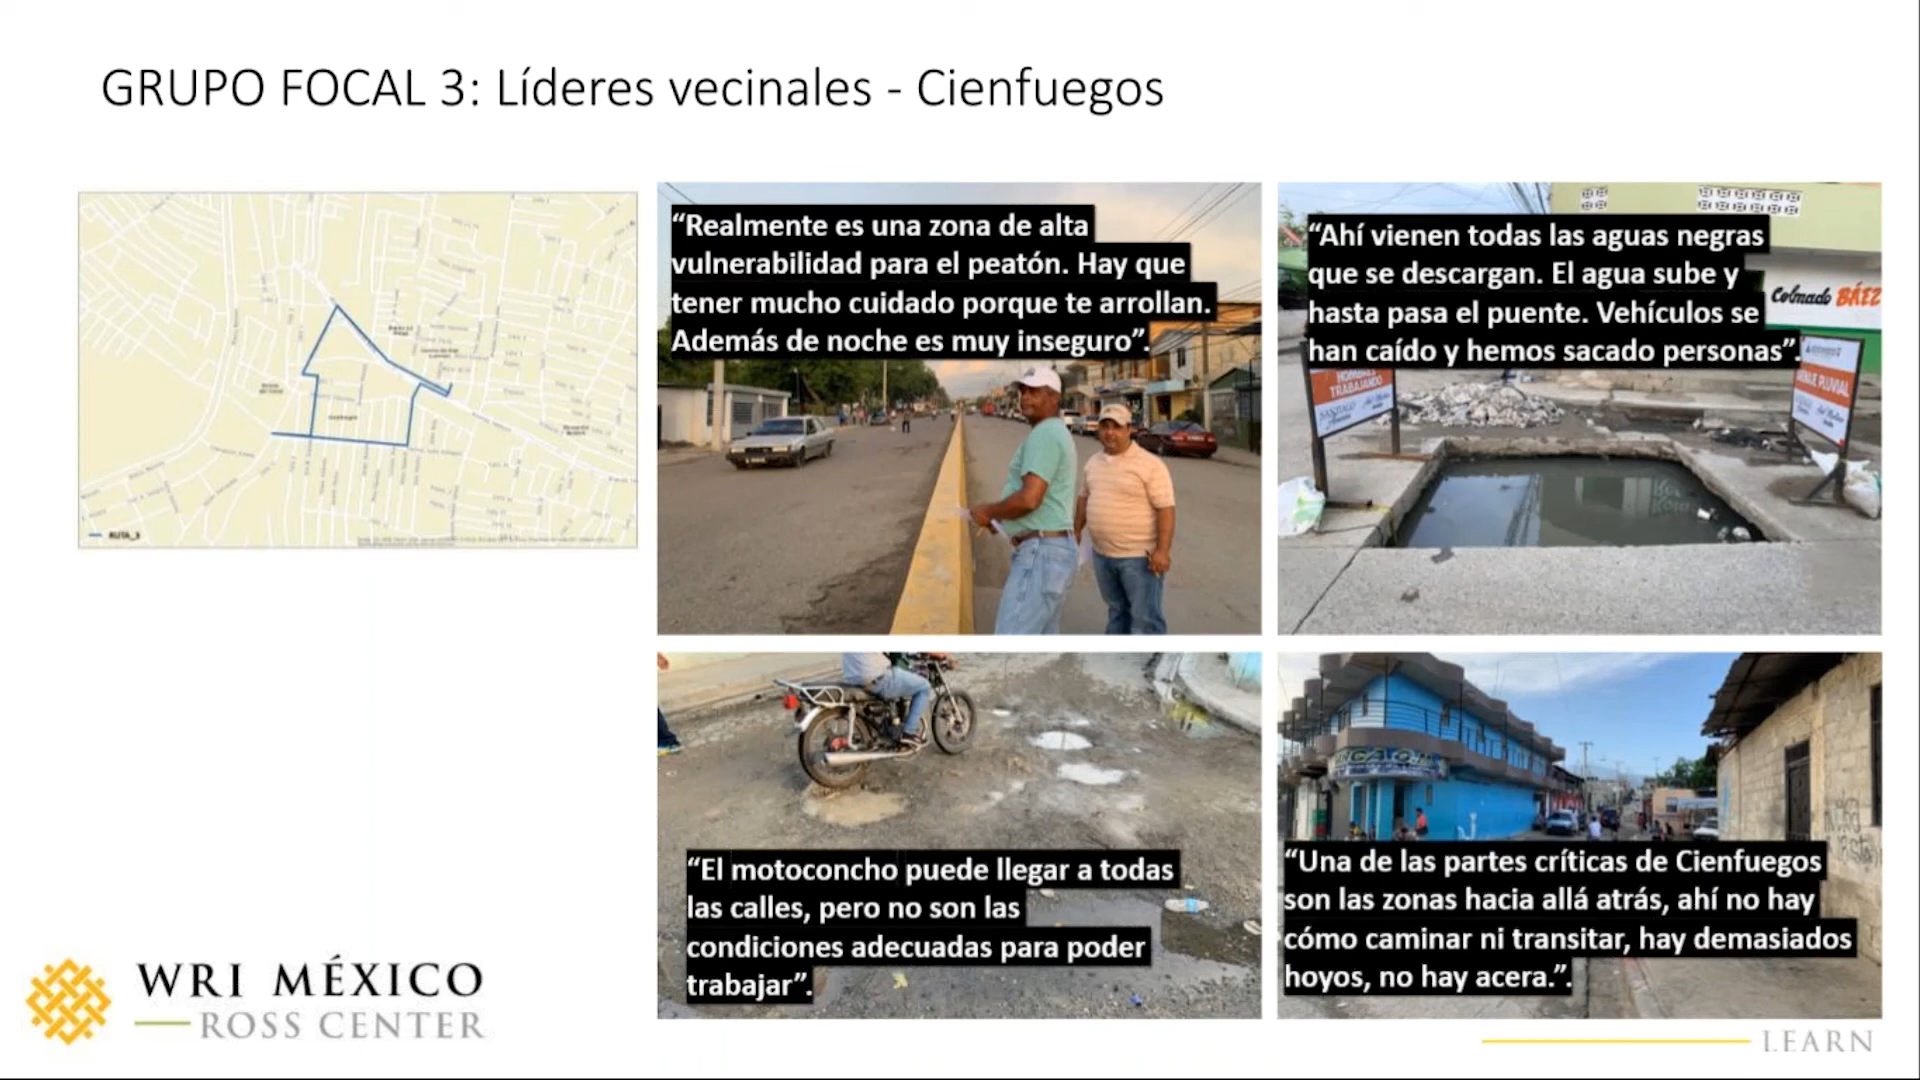 GRUPO FOCAL 3: Líderes vecinales - Cienfuegos
RUTA_3
“Realmente es una zona de alta
vulnerabilidad para el peatón. Hay que
tener mucho cuidado porque te arrollan.
Además de noche es muy inseguro”.
“Ahí vienen todas las aguas negras
que se descargan. El agua sube y
hasta pasa el puente. Vehículos se
han caído y hemos sacado personas”.
Colmado BÁEZ
HOMBRES
TRABAJANDO
SANTIAGO
PLUVIAL
“El motoconcho puede llegar a todas
las calles, pero no son las
condiciones adecuadas para poder
trabajar”.
“Una de las partes críticas de Cienfuegos
son las zonas hacia allá atrás, ahí no hay
cómo caminar ni transitar, hay demasiados
hoyos, no hay acera.”.
WRI MÉXICO
ROSS CENTER
LEARN